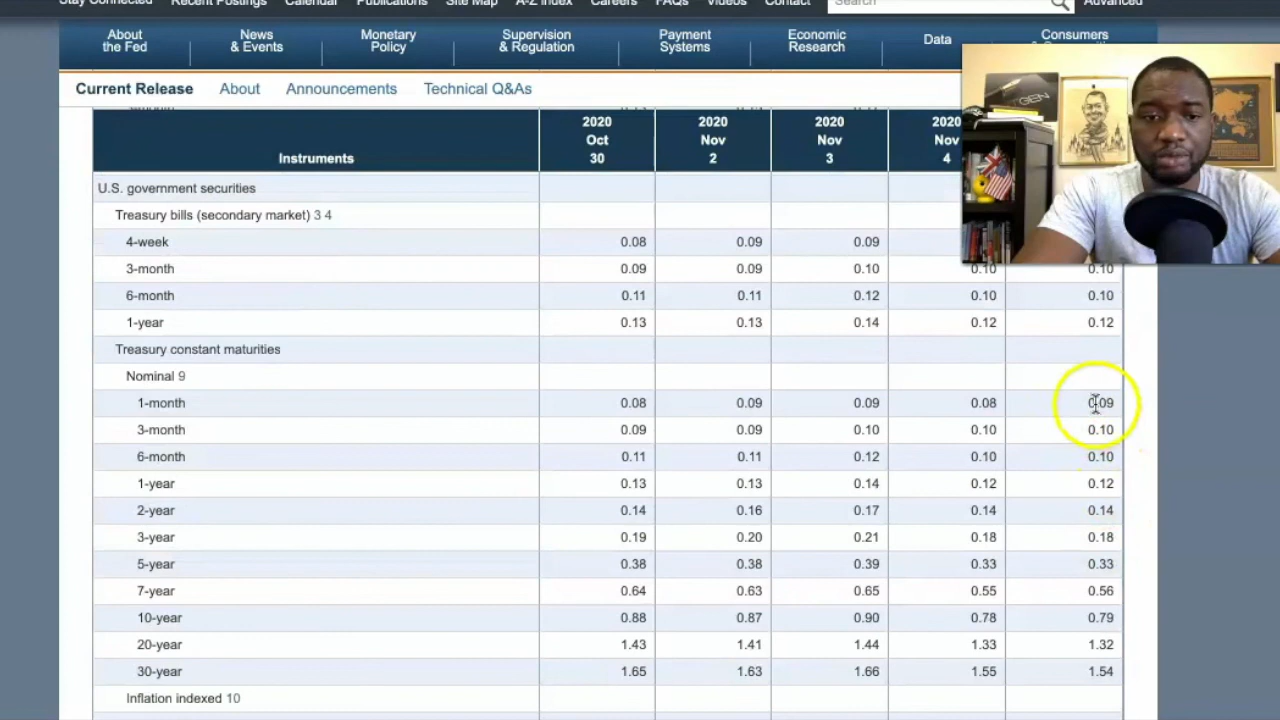 Stay Connected Recent Postings Calendar Publications Site Map A-Z Index Careers FAQs Videos Contact Search Advanced
About the Fed
News & Events
Monetary Policy
Supervision & Regulation
Payment Systems
Economic Research
Data
Consumers
Current Release About Announcements Technical Q&As
Instruments 2020 Oct 30 2020 Nov 2 2020 Nov 3 2020 Nov 4
U.S. government securities
Treasury bills (secondary market) 3 4
4-week 0.08 0.09 0.09
3-month 0.09 0.09 0.10 0.10 0.10
6-month 0.11 0.11 0.12 0.10 0.10
1-year 0.13 0.13 0.14 0.12 0.12
Treasury constant maturities
Nominal 9
1-month 0.08 0.09 0.09 0.08 0.09
3-month 0.09 0.09 0.10 0.10 0.10
6-month 0.11 0.11 0.12 0.10 0.10
1-year 0.13 0.13 0.14 0.12 0.12
2-year 0.14 0.16 0.17 0.14 0.14
3-year 0.19 0.20 0.21 0.18 0.18
5-year 0.38 0.38 0.39 0.33 0.33
7-year 0.64 0.63 0.65 0.55 0.56
10-year 0.88 0.87 0.90 0.78 0.79
20-year 1.43 1.41 1.44 1.33 1.32
30-year 1.65 1.63 1.66 1.55 1.54
Inflation indexed 10